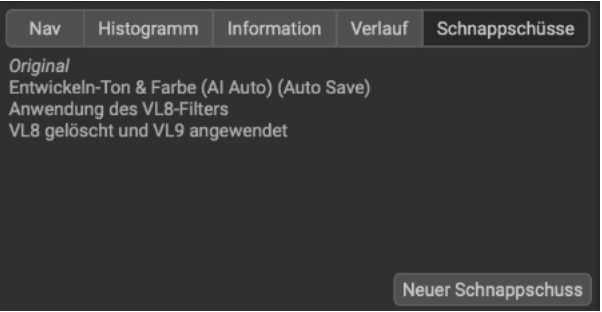 Nav Histogramm Information Verlauf Schnappschüsse
Original
Entwickeln-Ton & Farbe (AI Auto) (Auto Save)
Anwendung des VL8-Filters
VL8 gelöscht und VL9 angewendet
Neuer Schnappschuss